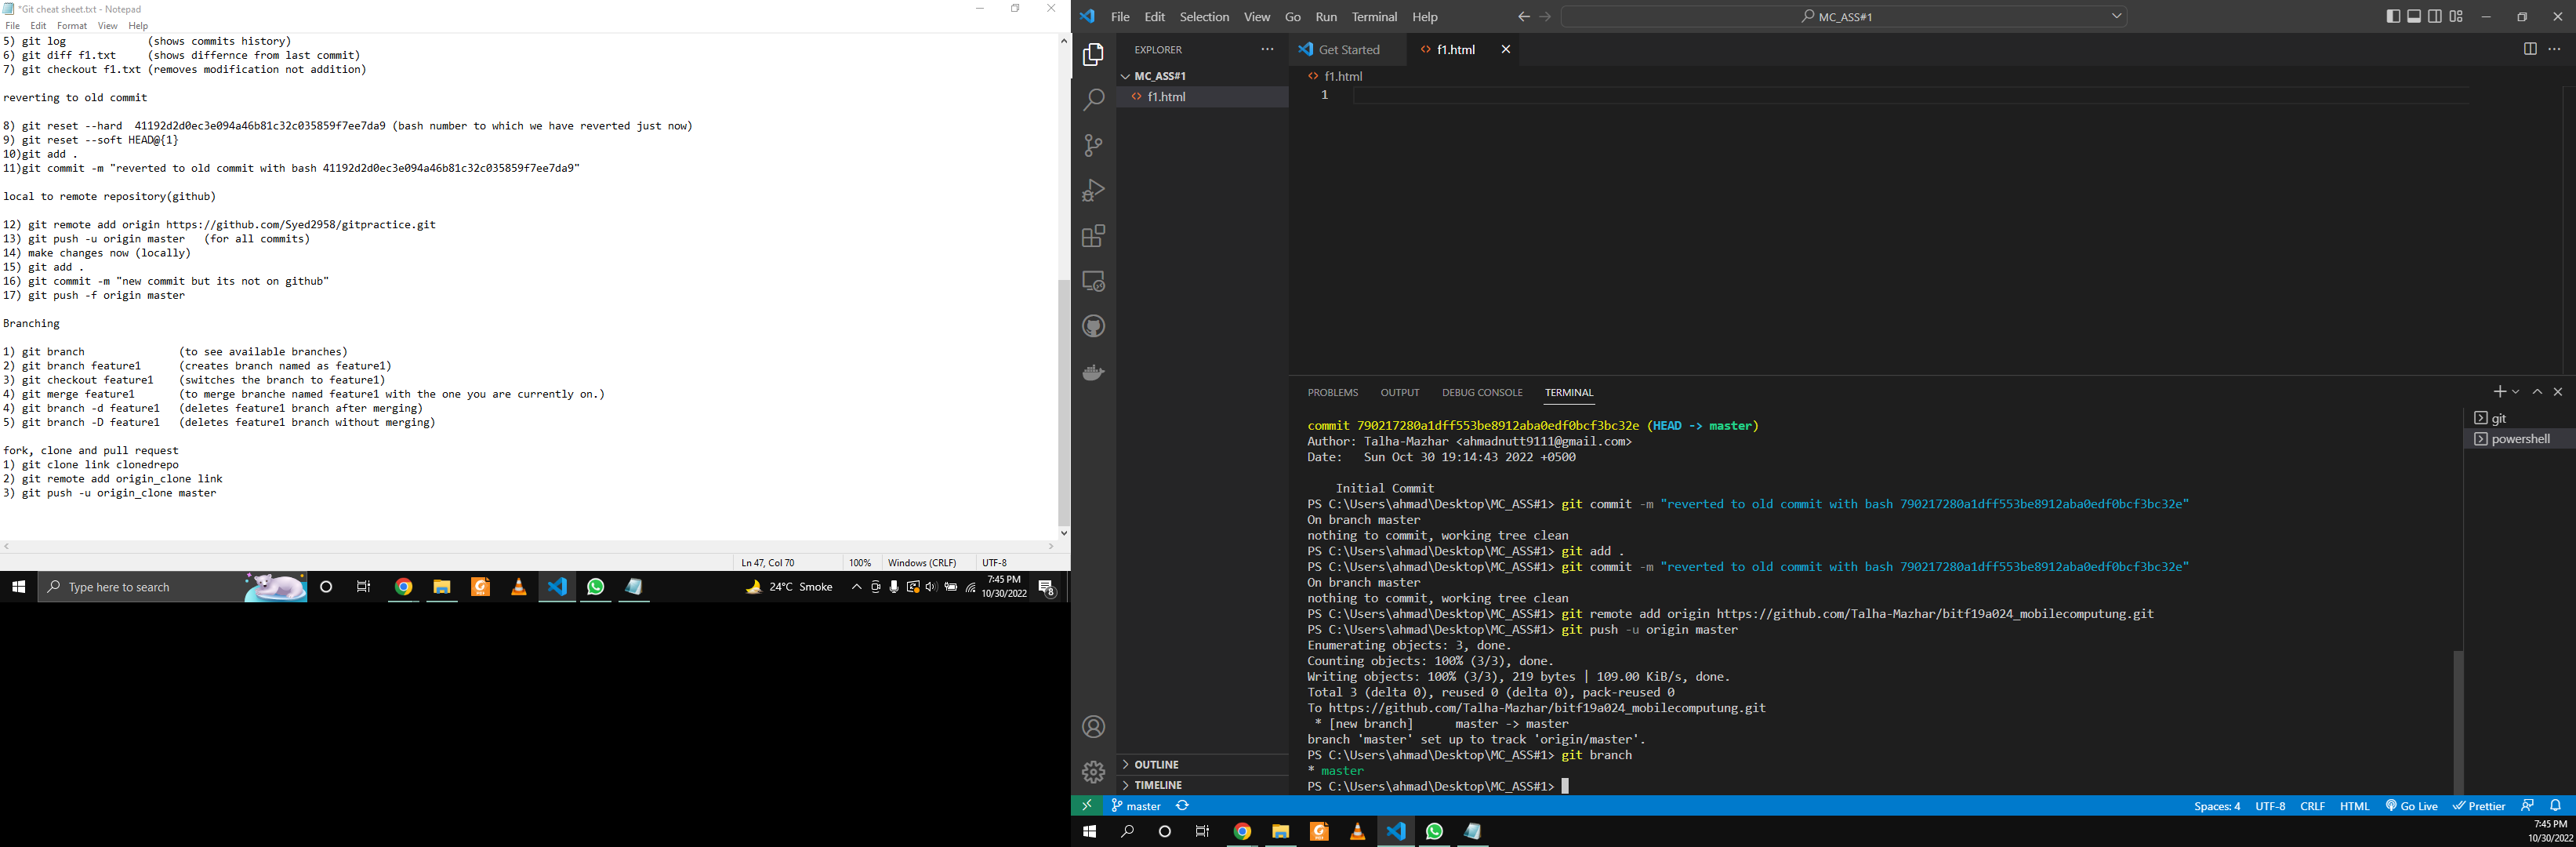 *Git cheat sheet.txt - Notepad
File Edit Format View Help
5) git log (shows commits history)
6) git diff f1.txt (shows differnce from last commit)
7) git checkout f1.txt (removes modification not addition)
reverting to old commit
8) git reset --hard 41192d2d0ec3e094a46b81c32c035859f7ee7da9 (bash number to which we have reverted just now)
9) git reset --soft HEAD@{1}
10)git add .
11)git commit -m "reverted to old commit with bash 41192d2d0ec3e094a46b81c32c035859f7ee7da9"
local to remote repository(github)
12) git remote add origin https://github.com/Syed2958/gitpractice.git
13) git push -u origin master (for all commits)
14) make changes now (locally)
15) git add .
16) git commit -m "new commit but its not on github"
17) git push -f origin master
Branching
1) git branch (to see available branches)
2) git branch feature1 (creates branch named as feature1)
3) git checkout feature1 (switches the branch to feature1)
4) git merge feature1 (to merge branche named feature1 with the one you are currently on.)
4) git branch -d feature1 (deletes feature1 branch after merging)
5) git branch -D feature1 (deletes feature1 branch without merging)
fork, clone and pull request
1) git clone link clonedrepo
2) git remote add origin_clone link
3) git push -u origin_clone master
Ln 47, Col 70 100% Windows (CRLF) UTF-8
Type here to search
24°C Smoke
7:45 PM
10/30/2022
8
File Edit Selection View Go Run Terminal Help
MC_ASS#1
EXPLORER
MC_ASS#1
f1.html
OUTLINE
TIMELINE
Get Started
f1.html
f1.html
1
PROBLEMS OUTPUT DEBUG CONSOLE TERMINAL
commit 790217280a1dff553be8912aba0edf0bcf3bc32e (HEAD -> master)
Author: Talha-Mazhar <ahmadnutt9111@gmail.com>
Date: Sun Oct 30 19:14:43 2022 +0500
Initial Commit
PS C:\Users\ahmad\Desktop\MC_ASS#1> git commit -m "reverted to old commit with bash 790217280a1dff553be8912aba0edf0bcf3bc32e"
On branch master
nothing to commit, working tree clean
PS C:\Users\ahmad\Desktop\MC_ASS#1> git add .
PS C:\Users\ahmad\Desktop\MC_ASS#1> git commit -m "reverted to old commit with bash 790217280a1dff553be8912aba0edf0bcf3bc32e"
On branch master
nothing to commit, working tree clean
PS C:\Users\ahmad\Desktop\MC_ASS#1> git remote add origin https://github.com/Talha-Mazhar/bitf19a024_mobilecomputung.git
PS C:\Users\ahmad\Desktop\MC_ASS#1> git push -u origin master
Enumerating objects: 3, done.
Counting objects: 100% (3/3), done.
Writing objects: 100% (3/3), 219 bytes | 109.00 KiB/s, done.
Total 3 (delta 0), reused 0 (delta 0), pack-reused 0
To https://github.com/Talha-Mazhar/bitf19a024_mobilecomputung.git
* [new branch] master -> master
branch 'master' set up to track 'origin/master'.
PS C:\Users\ahmad\Desktop\MC_ASS#1> git branch
* master
PS C:\Users\ahmad\Desktop\MC_ASS#1>
git
powershell
master
Spaces: 4 UTF-8 CRLF HTML Go Live Prettier
7:45 PM
10/30/2022